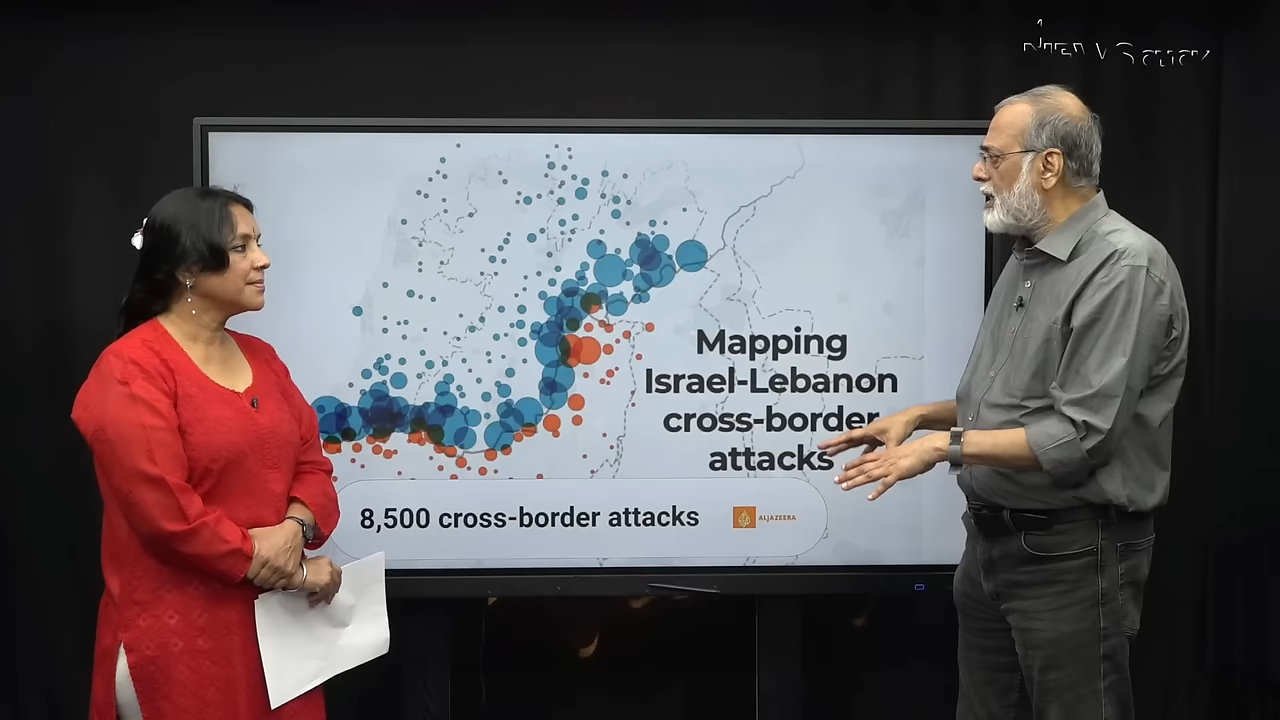 Mapping
Israel-Lebanon
cross-border
attacks
8,500 cross-border attacks
ALJAZEERA